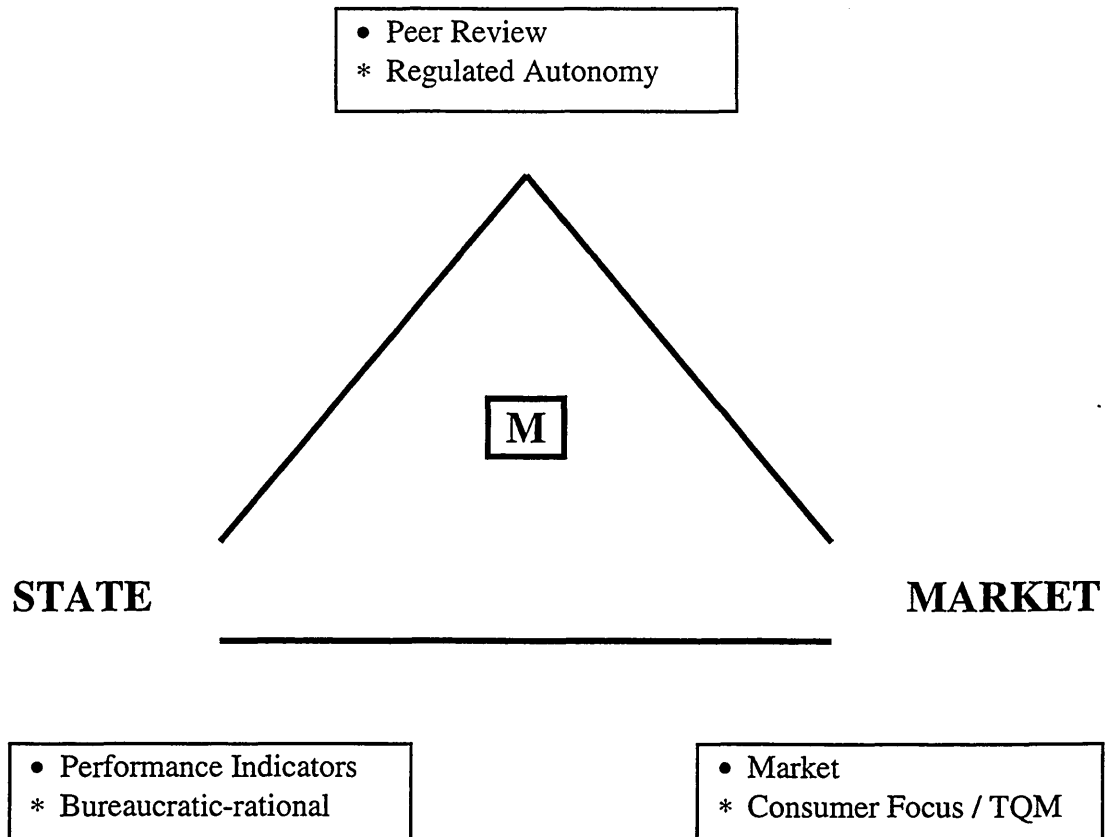 • Peer Review
* Regulated Autonomy
M
STATE
MARKET
• Performance Indicators
* Bureaucratic-rational
• Market
* Consumer Focus / TQM